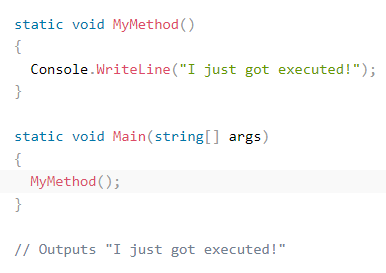 static void MyMethod()
{
  Console.WriteLine("I just got executed!");
}

static void Main(string[] args)
{
  MyMethod();
}

// Outputs "I just got executed!"